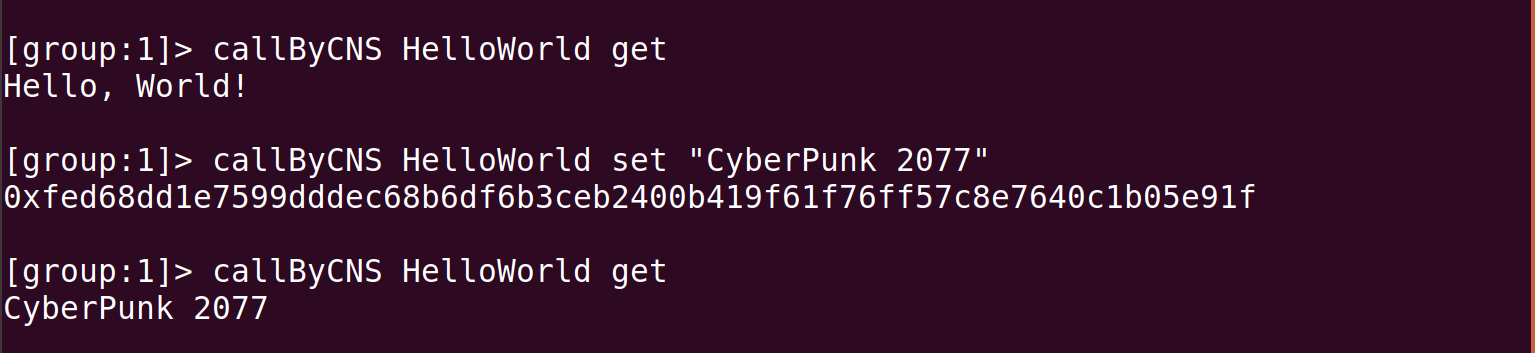 [group:1]> callByCNS HelloWorld get
Hello, World!
[group:1]> callByCNS HelloWorld set "CyberPunk 2077"
0xfed68dd1e7599dddec68b6df6b3ceb2400b419f61f76ff57c8e7640c1b05e91f
[group:1]> callByCNS HelloWorld get
CyberPunk 2077